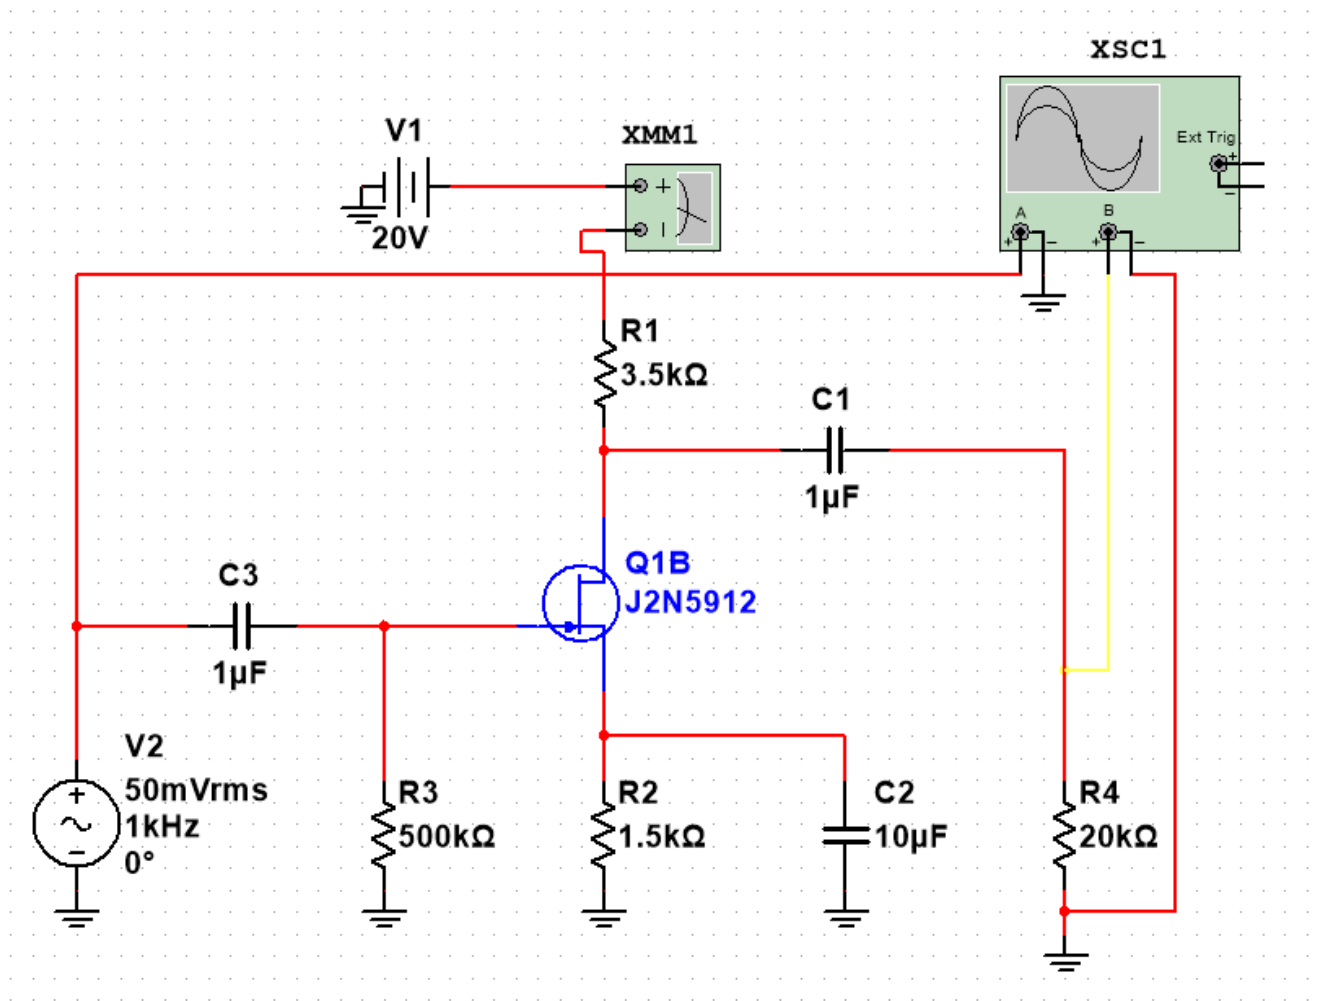 XSC1
V1
20V
XMM1
+
Ext Trig
+
−
A
B
+
−
+
−
R1
3.5kΩ
C1
1µF
Q1B
J2N5912
C3
1µF
V2
50mVrms
1kHz
0°
+
−
R3
500kΩ
R2
1.5kΩ
C2
10µF
R4
20kΩ